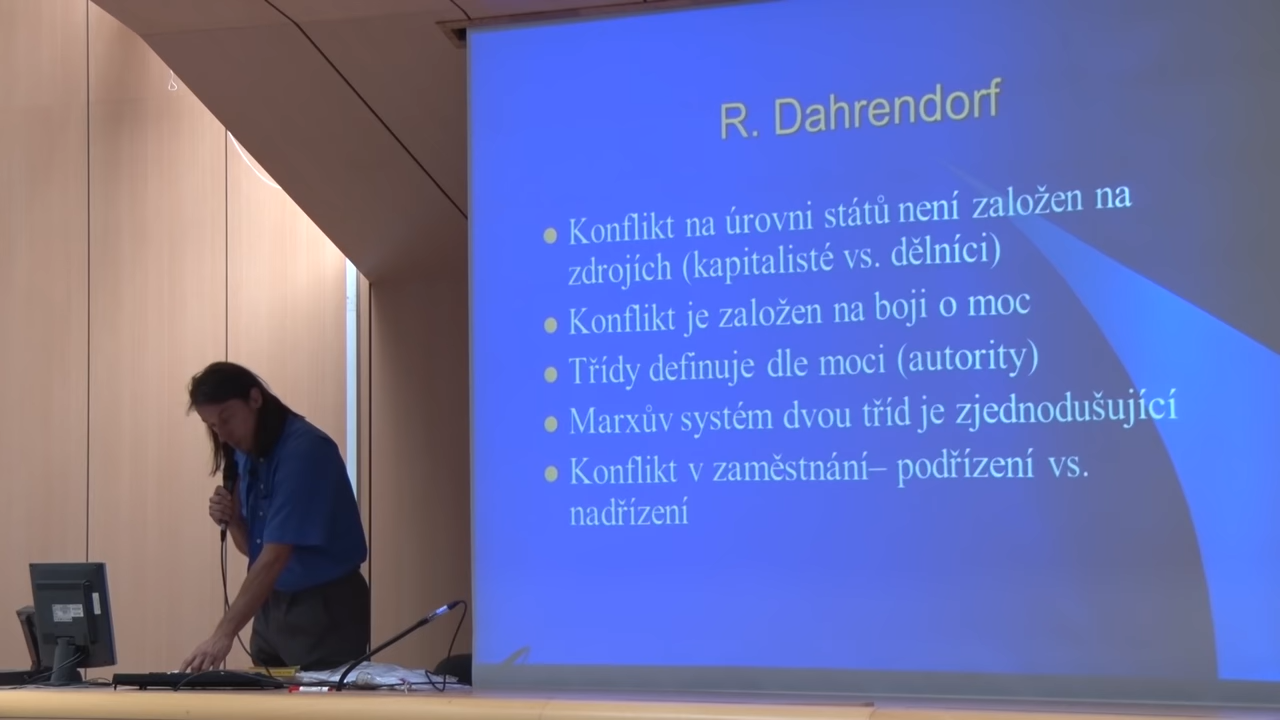 R. Dahrendorf
Konflikt na úrovni států není založen na
zdrojích (kapitalisté vs. dělníci)
Konflikt je založen na boji o moc
Třídy definuje dle moci (autority)
Marxův systém dvou tříd je zjednodušující
Konflikt v zaměstnání– podřízení vs.
nadřízení